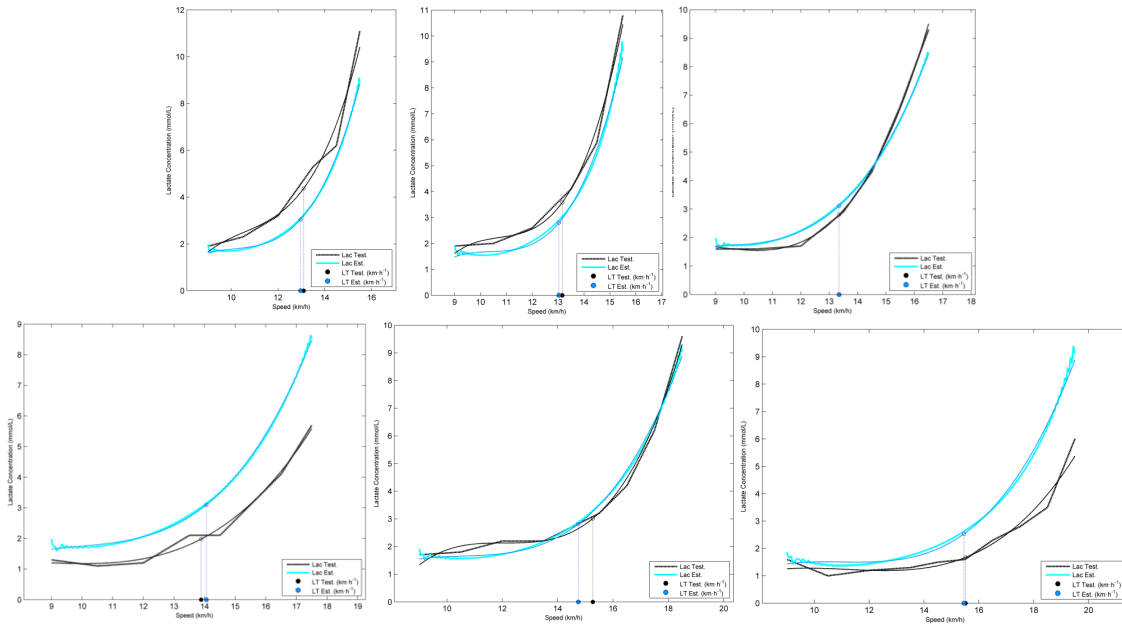 Lactate Concentration (mmol/L)
12
10
8
6
4
2
0
Lac Test.
Lac Est.
LT Test. (km·h⁻¹)
LT Est. (km·h⁻¹)
10 12 14 16
Speed (km/h)
Lactate Concentration (mmol/L)
11
10
9
8
7
6
5
4
3
2
1
0
Lac Test.
Lac Est.
LT Test. (km·h⁻¹)
LT Est. (km·h⁻¹)
9 10 11 12 13 14 15 16 17
Speed (km/h)
Lactate Concentration (mmol/L)
10
9
8
7
6
5
4
3
2
1
0
Lac Test.
Lac Est.
LT Test. (km·h⁻¹)
LT Est. (km·h⁻¹)
9 10 11 12 13 14 15 16 17 18
Speed (km/h)
Lactate Concentration (mmol/L)
9
8
7
6
5
4
3
2
1
0
Lac Test.
Lac Est.
LT Test. (km·h⁻¹)
LT Est. (km·h⁻¹)
9 10 11 12 13 14 15 16 17 18 19
Speed (km/h)
Lactate Concentration (mmol/L)
10
9
8
7
6
5
4
3
2
1
0
Lac Test.
Lac Est.
LT Test. (km·h⁻¹)
LT Est. (km·h⁻¹)
10 12 14 16 18 20
Speed (km/h)
Lactate Concentration (mmol/L)
10
9
8
7
6
5
4
3
2
1
0
Lac Test.
Lac Est.
LT Test. (km·h⁻¹)
LT Est. (km·h⁻¹)
10 12 14 16 18 20
Speed (km/h)